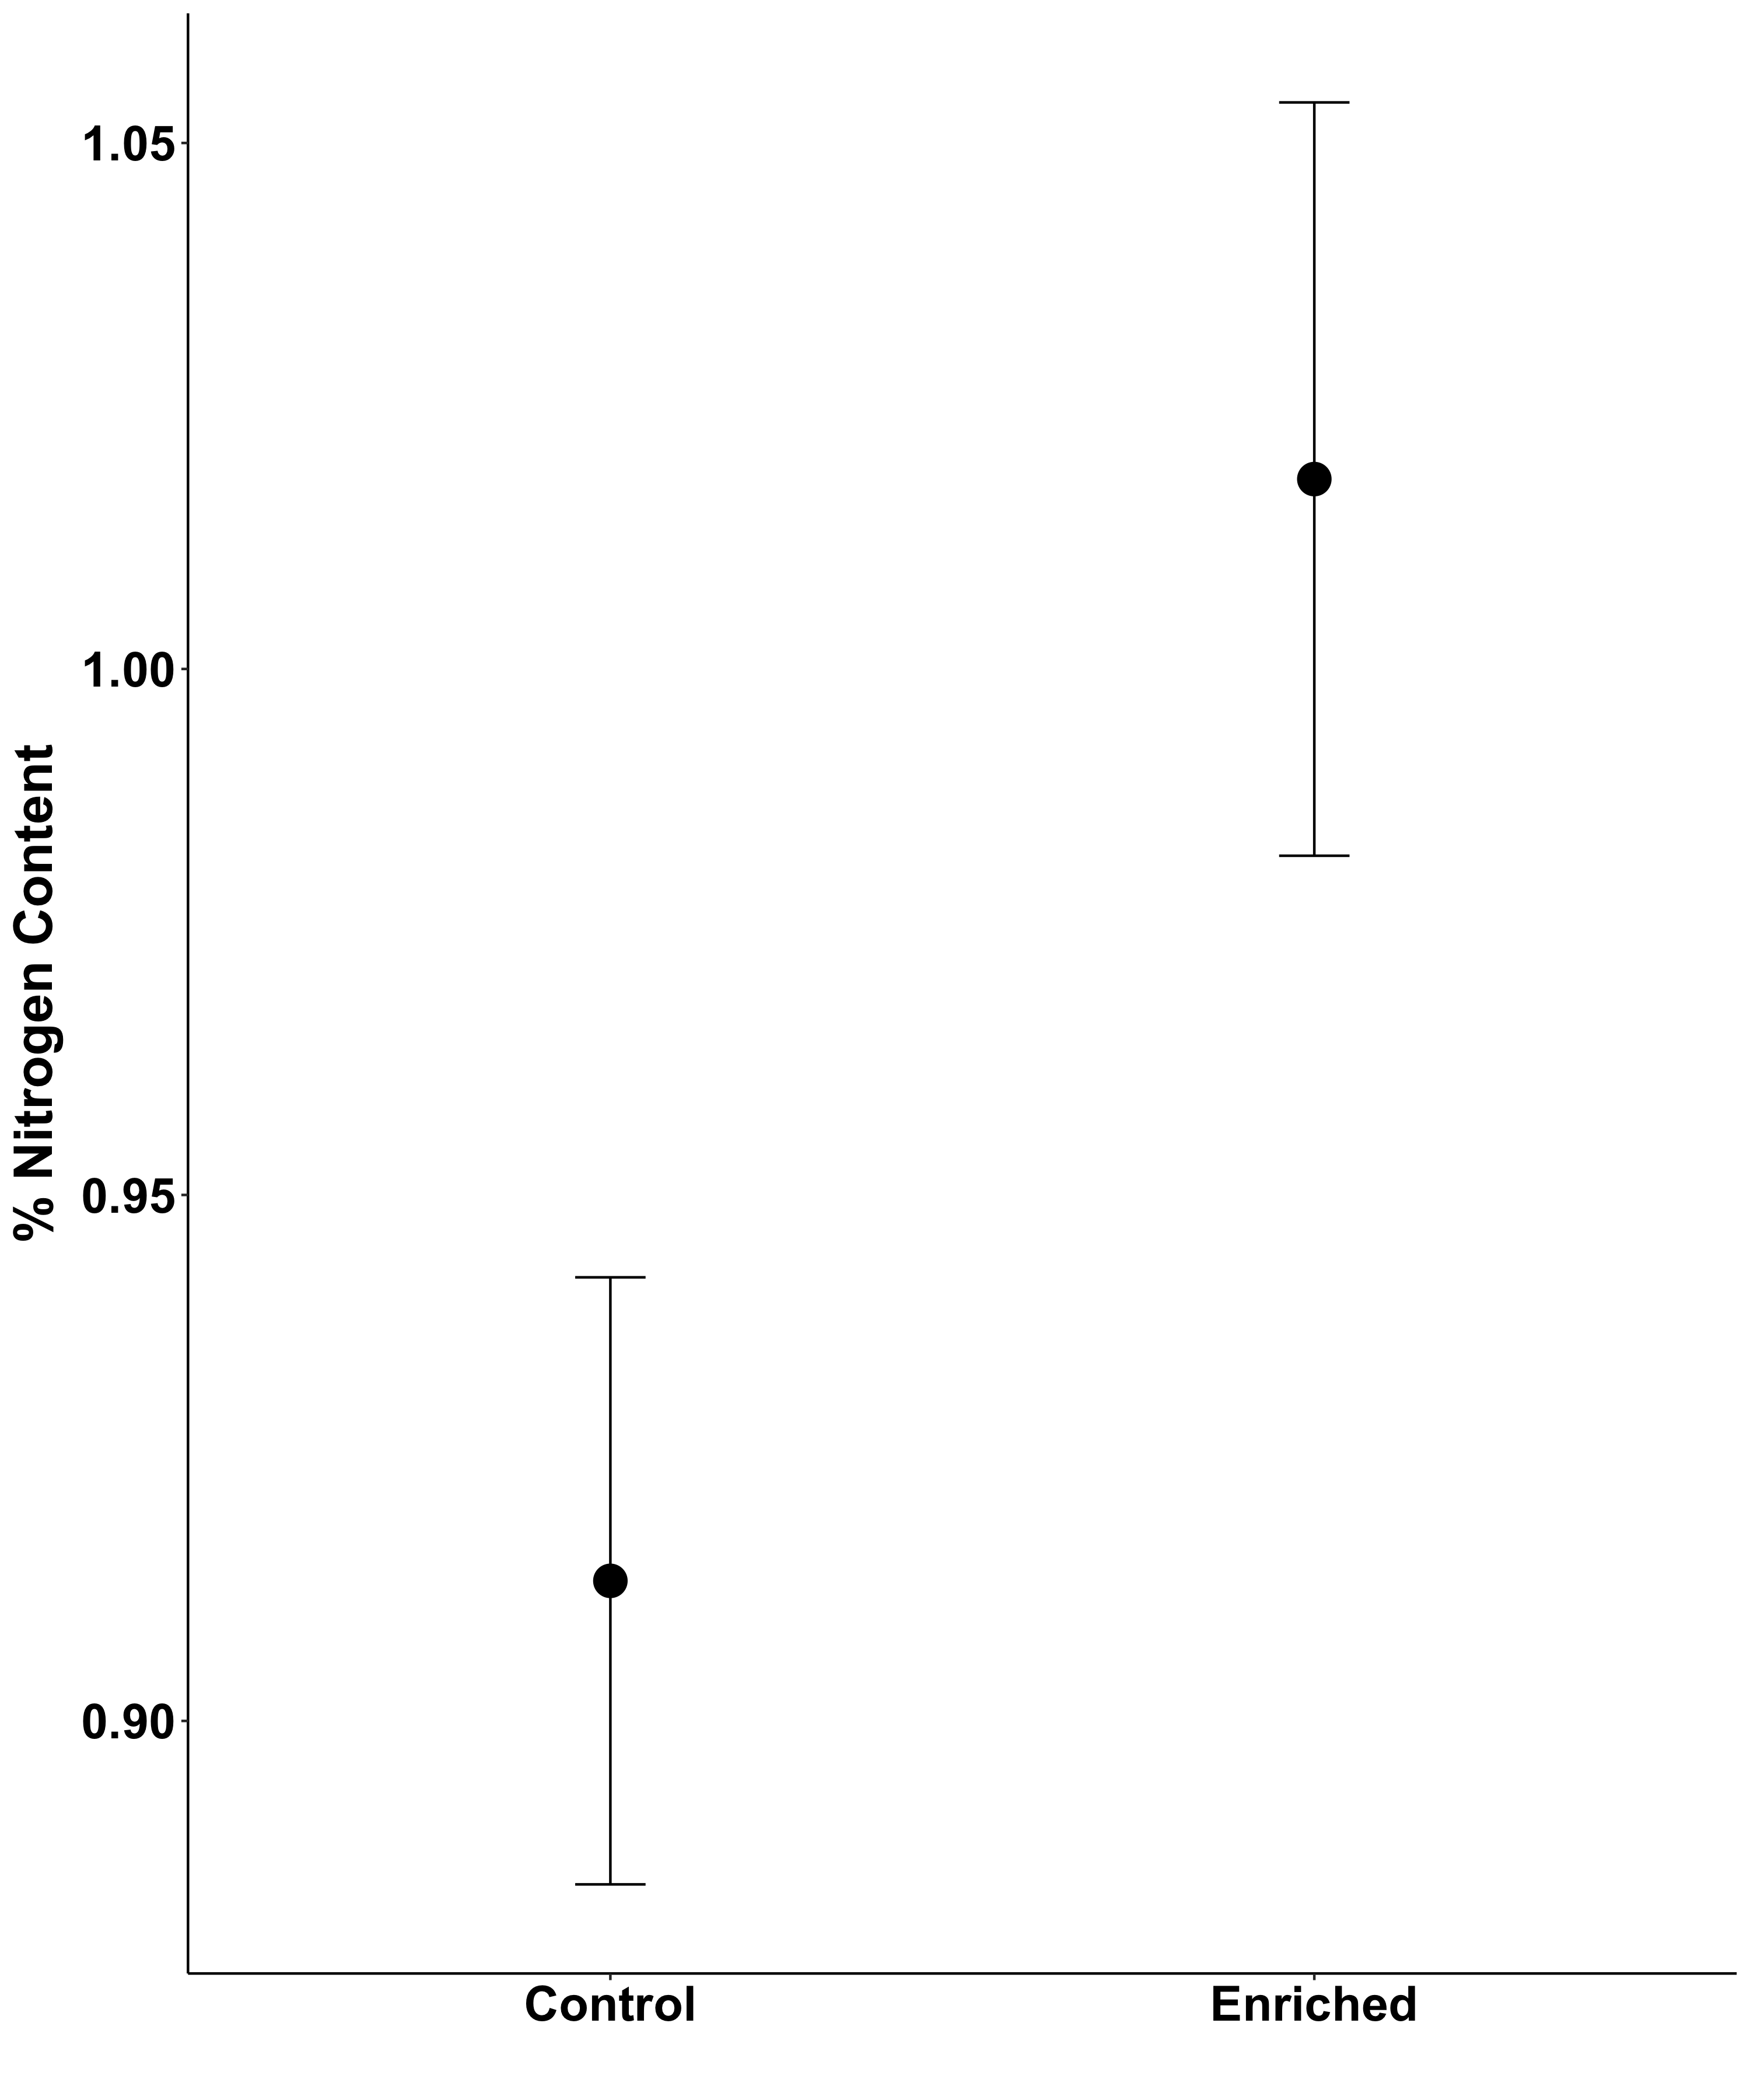 % Nitrogen Content
1.05
1.00
0.95
0.90
Control Enriched